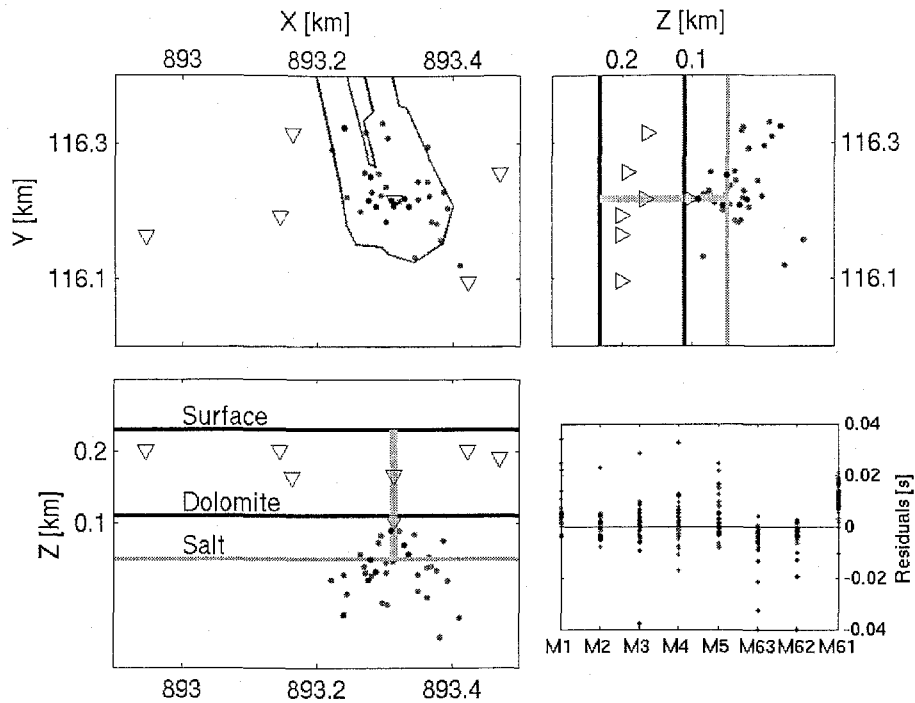 X [km]
Z [km]
893
893.2
893.4
0.2
0.1
Y [km]
116.3
116.1
116.3
116.1
Z [km]
0.2
0.1
Surface
Dolomite
Salt
893
893.2
893.4
0.04
0.02
0
-0.02
-0.04
Residuals [s]
M1 M2 M3 M4 M5 M63 M62 M61